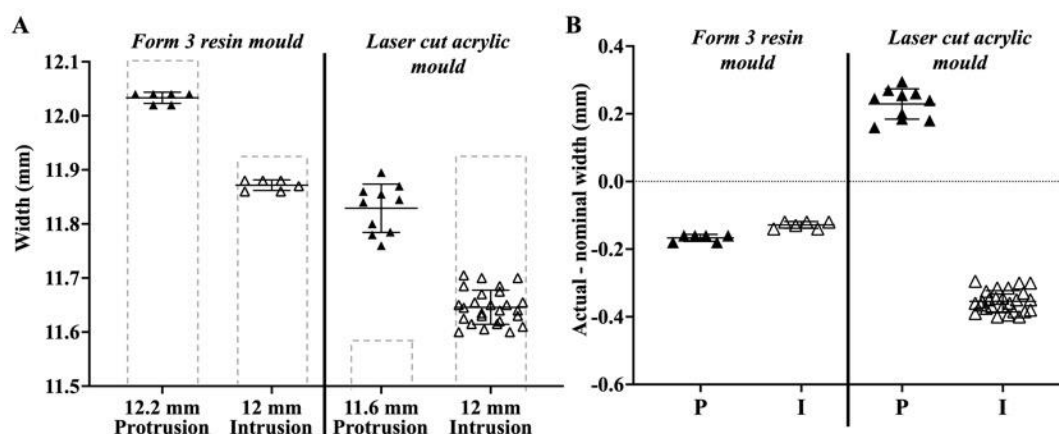 A
Form 3 resin mould
Laser cut acrylic
mould
Width (mm)
12.1
12.0
11.9
11.8
11.7
11.6
11.5
12.2 mm
Protrusion
12 mm
Intrusion
11.6 mm
Protrusion
12 mm
Intrusion
B
Form 3 resin
mould
Laser cut acrylic
mould
Actual - nominal width (mm)
0.4
0.2
0.0
-0.2
-0.4
-0.6
P
I
P
I